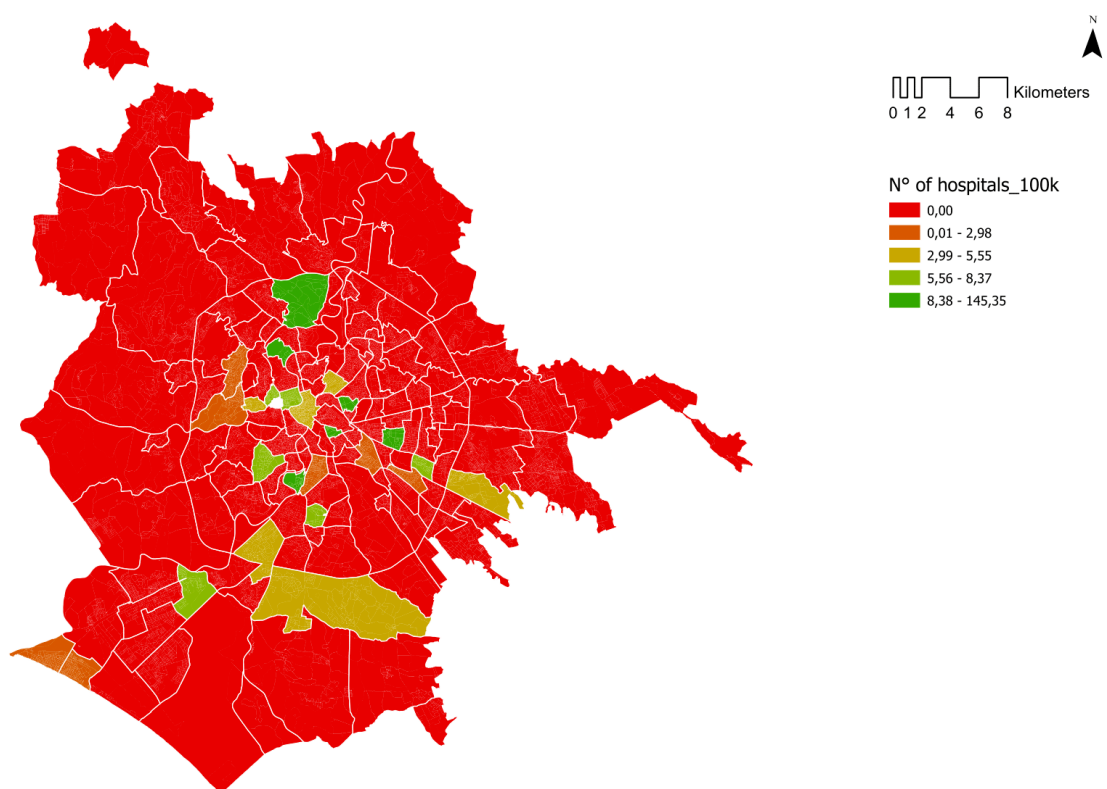 N
Kilometers
0 1 2 4 6 8
N° of hospitals_100k
0,00
0,01 - 2,98
2,99 - 5,55
5,56 - 8,37
8,38 - 145,35